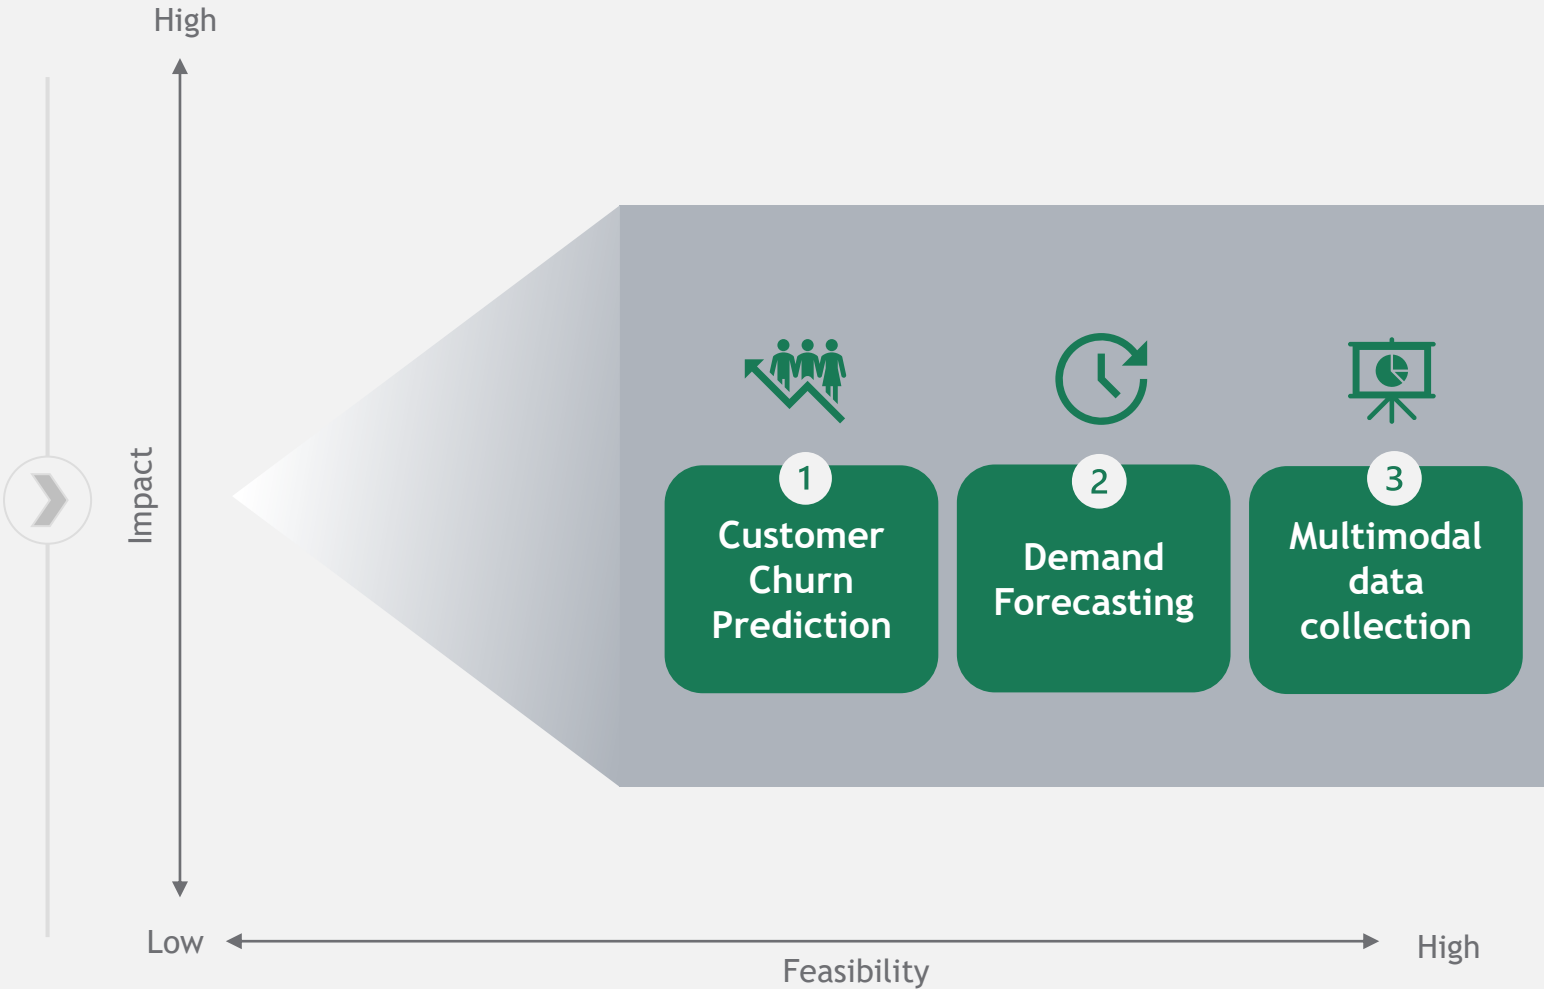 High
Impact
1
Customer
Churn
Prediction
2
Demand
Forecasting
3
Multimodal
data
collection
Low
High
Feasibility